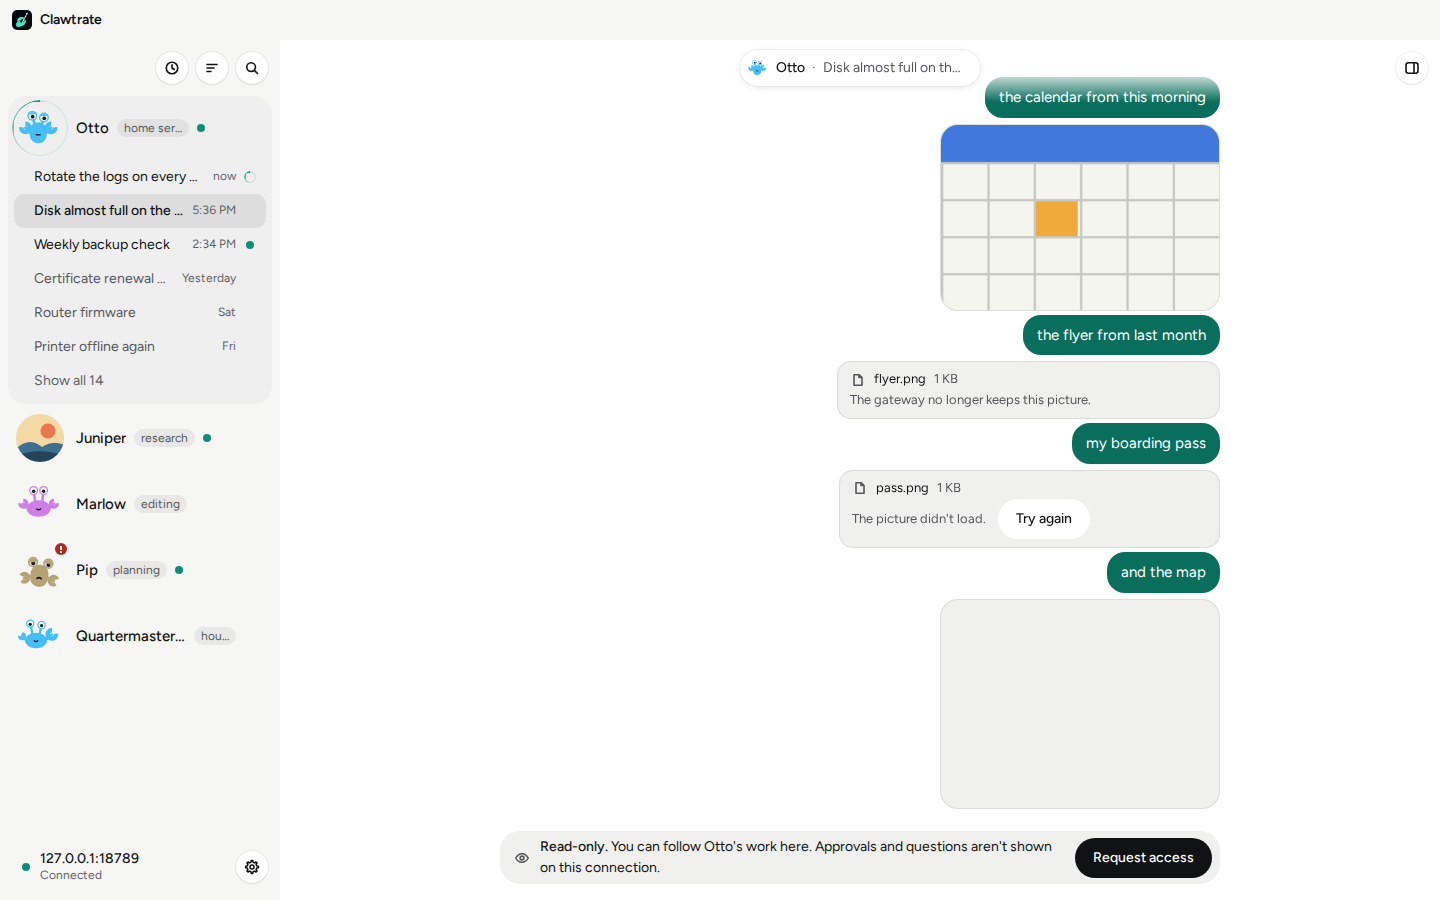 Clawtrate
Otto
home ser...
Rotate the logs on every ...
now
Disk almost full on the ...
5:36 PM
Weekly backup check
2:34 PM
Certificate renewal ...
Yesterday
Router firmware
Sat
Printer offline again
Fri
Show all 14
Juniper
research
Marlow
editing
Pip
planning
Quartermaster...
hou...
127.0.0.1:18789
Connected
Otto · Disk almost full on th...
the calendar from this morning
the flyer from last month
flyer.png 1 KB
The gateway no longer keeps this picture.
my boarding pass
pass.png 1 KB
The picture didn't load.
Try again
and the map
Read-only. You can follow Otto's work here. Approvals and questions aren't shown
on this connection.
Request access